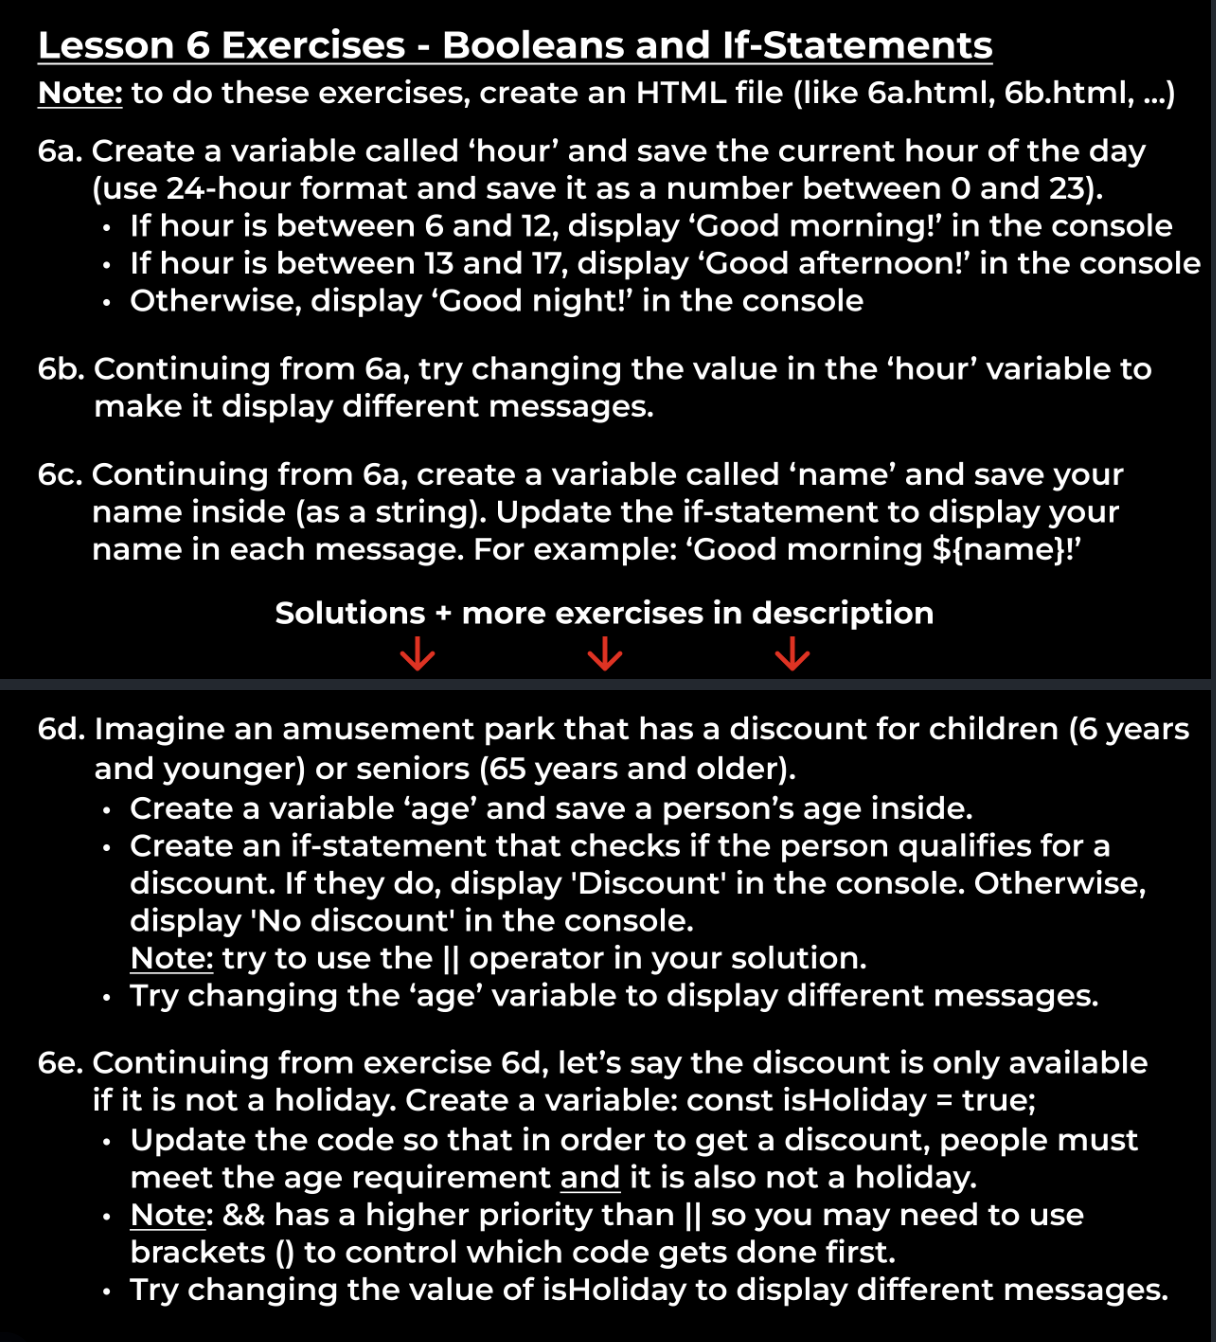 Lesson 6 Exercises - Booleans and If-Statements
Note: to do these exercises, create an HTML file (like 6a.html, 6b.html, ...)
6a. Create a variable called ‘hour’ and save the current hour of the day
(use 24-hour format and save it as a number between 0 and 23).
• If hour is between 6 and 12, display ‘Good morning!’ in the console
• If hour is between 13 and 17, display ‘Good afternoon!’ in the console
• Otherwise, display ‘Good night!’ in the console
6b. Continuing from 6a, try changing the value in the ‘hour’ variable to
make it display different messages.
6c. Continuing from 6a, create a variable called ‘name’ and save your
name inside (as a string). Update the if-statement to display your
name in each message. For example: ‘Good morning ${name}!’
Solutions + more exercises in description
6d. Imagine an amusement park that has a discount for children (6 years
and younger) or seniors (65 years and older).
• Create a variable ‘age’ and save a person’s age inside.
• Create an if-statement that checks if the person qualifies for a
discount. If they do, display 'Discount' in the console. Otherwise,
display 'No discount' in the console.
Note: try to use the || operator in your solution.
• Try changing the ‘age’ variable to display different messages.
6e. Continuing from exercise 6d, let’s say the discount is only available
if it is not a holiday. Create a variable: const isHoliday = true;
• Update the code so that in order to get a discount, people must
meet the age requirement and it is also not a holiday.
• Note: && has a higher priority than || so you may need to use
brackets () to control which code gets done first.
• Try changing the value of isHoliday to display different messages.